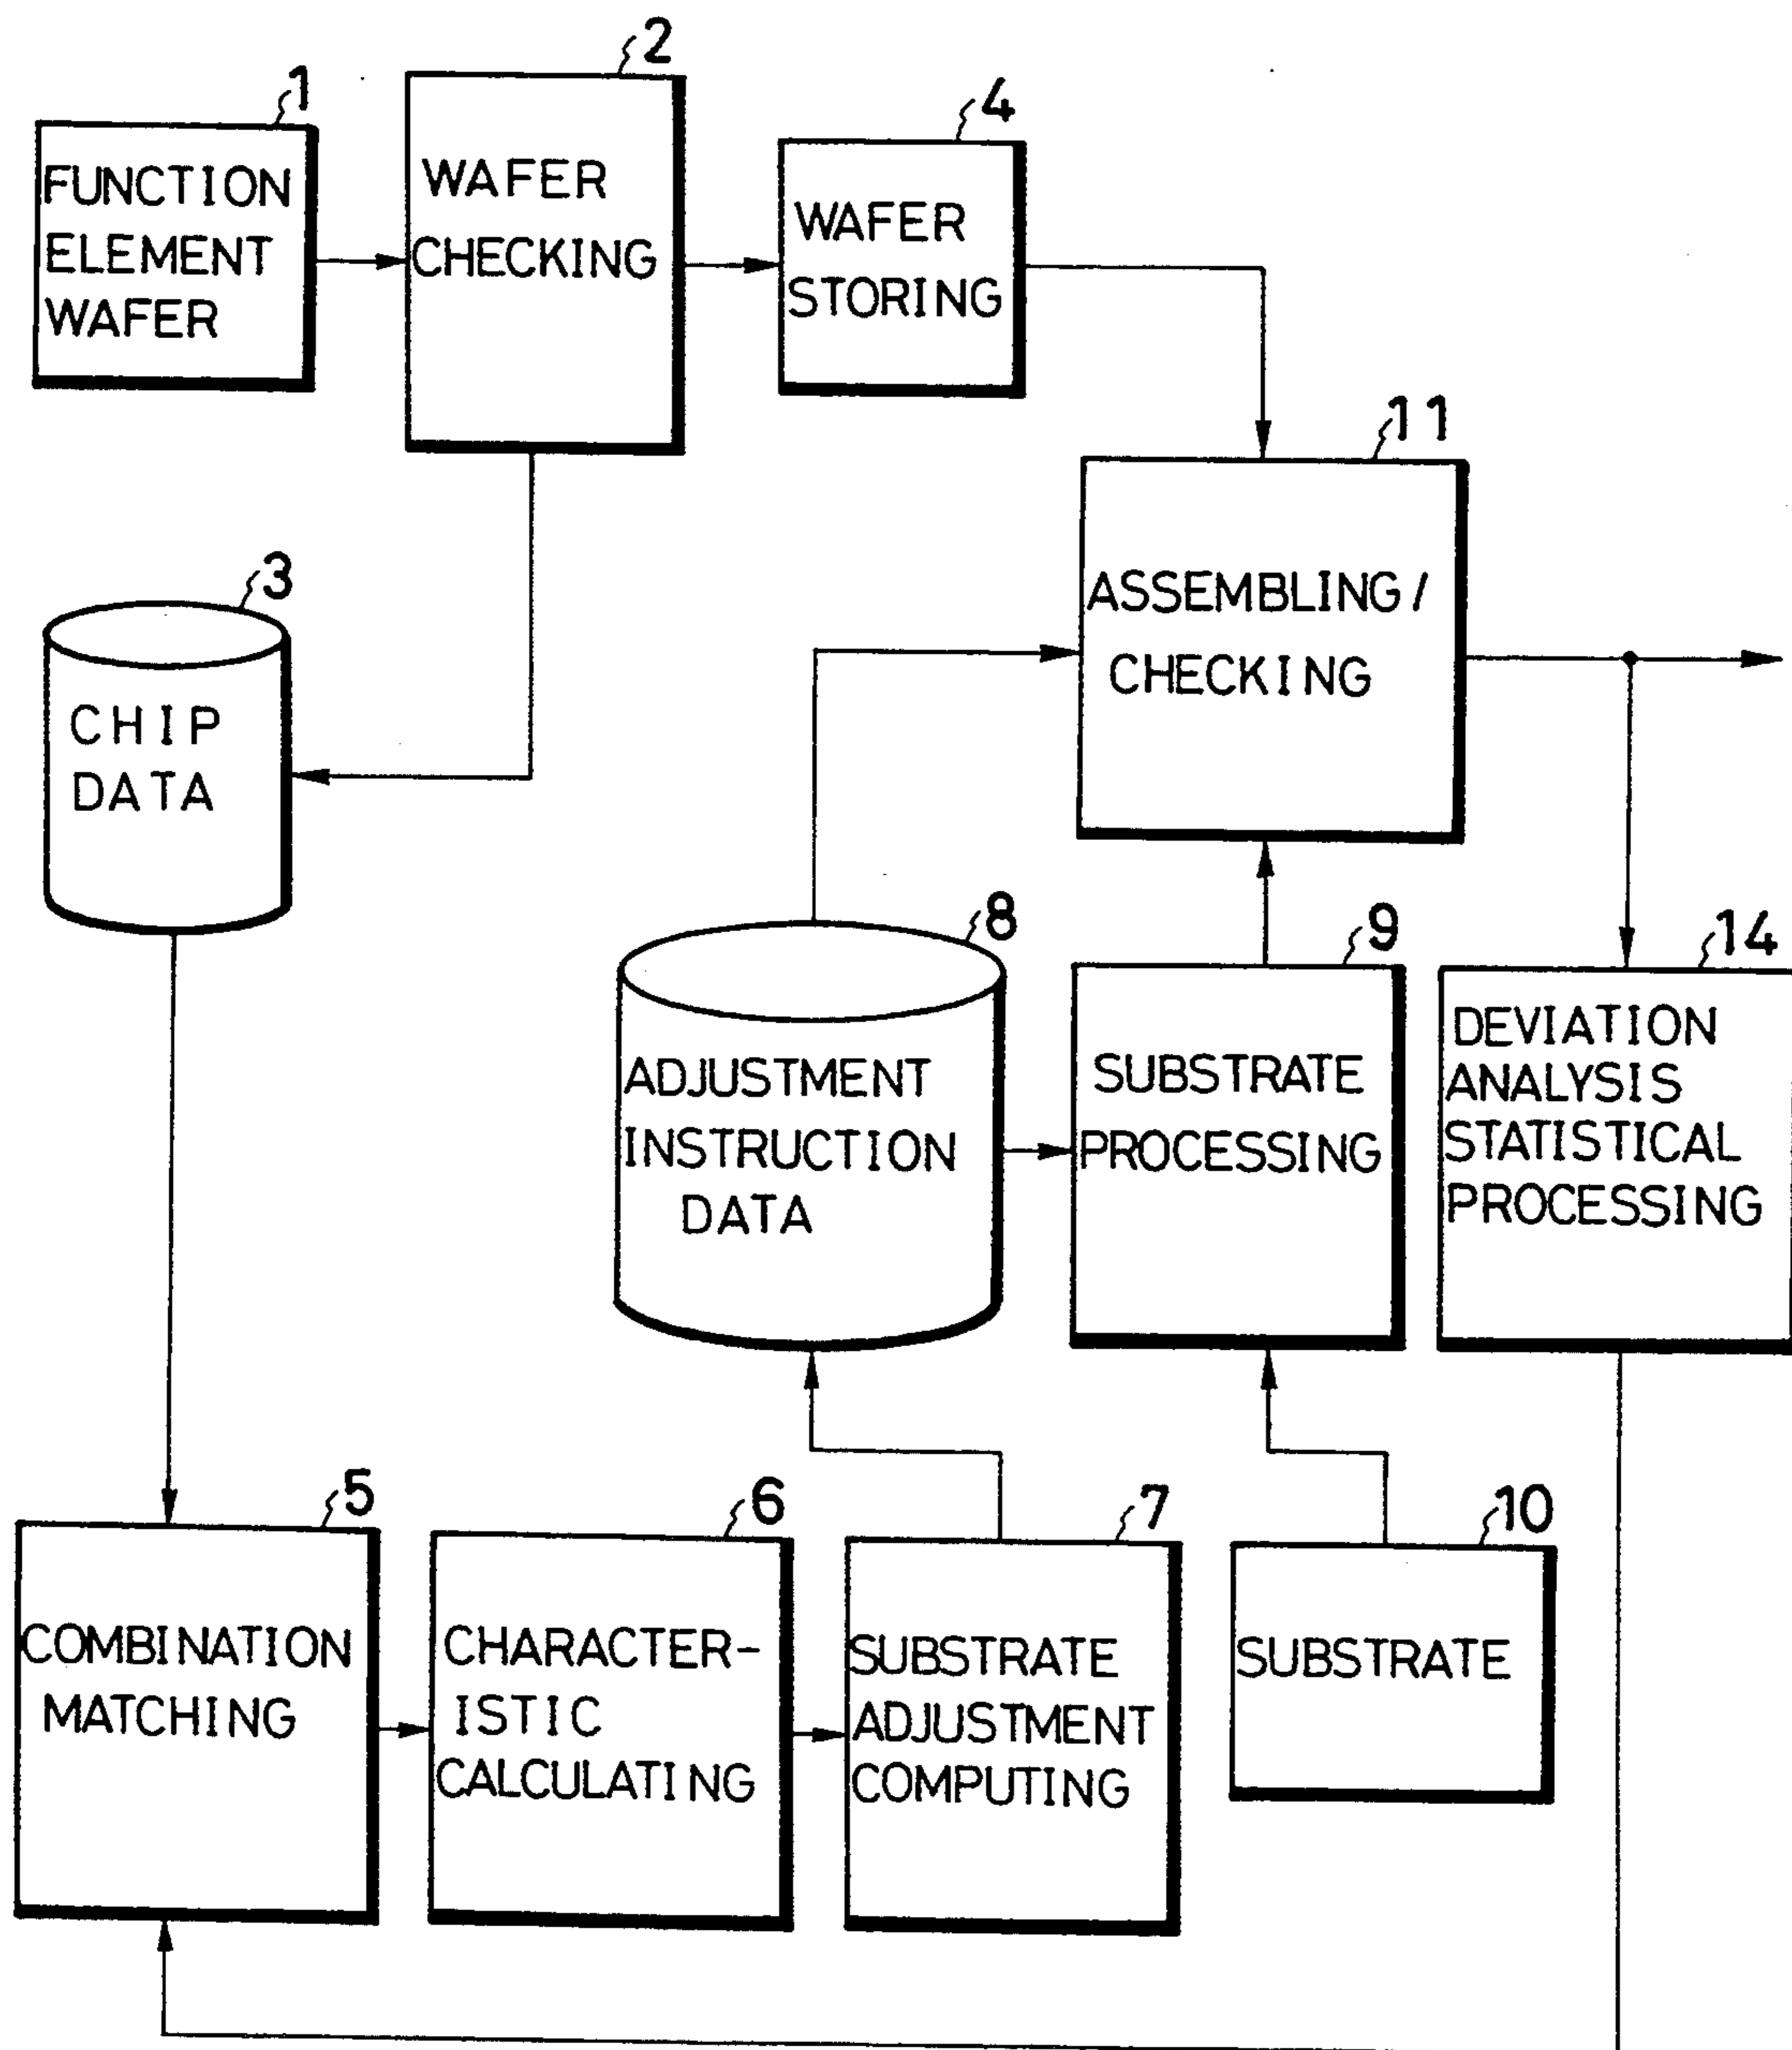 1
FUNCTION
ELEMENT
WAFER
2
WAFER
CHECKING
4
WAFER
STORING
3
CHIP
DATA
11
ASSEMBLING/
CHECKING
8
ADJUSTMENT
INSTRUCTION
DATA
9
SUBSTRATE
PROCESSING
14
DEVIATION
ANALYSIS
STATISTICAL
PROCESSING
5
COMBINATION
MATCHING
6
CHARACTER-
ISTIC
CALCULATING
7
SUBSTRATE
ADJUSTMENT
COMPUTING
10
SUBSTRATE